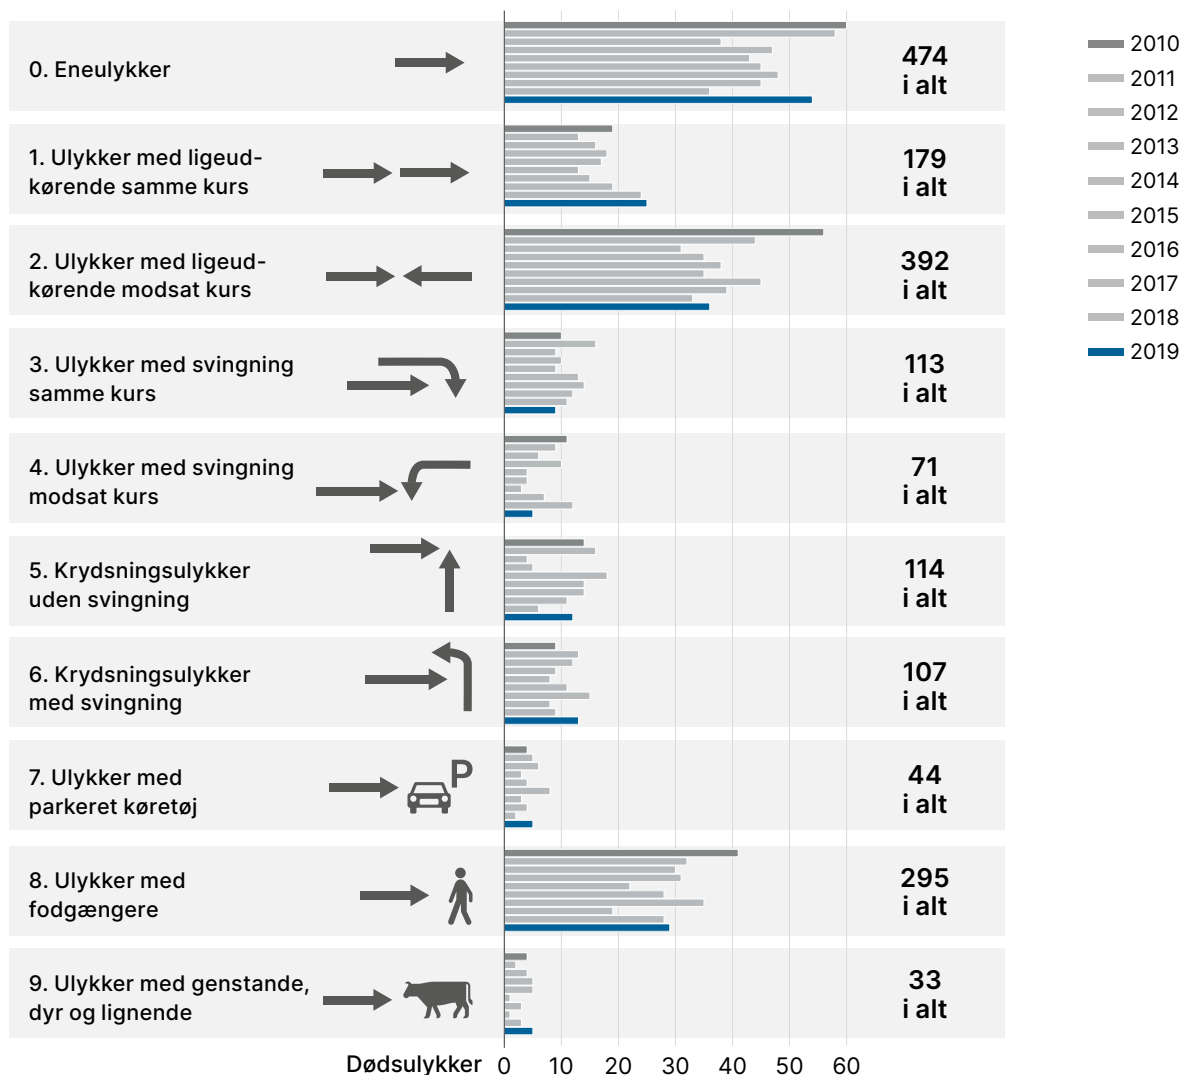 0. Eneulykker
474
i alt
1. Ulykker med ligeud-
kørende samme kurs
179
i alt
2. Ulykker med ligeud-
kørende modsat kurs
392
i alt
3. Ulykker med svingning
samme kurs
113
i alt
4. Ulykker med svingning
modsat kurs
71
i alt
5. Krydsningsulykker
uden svingning
114
i alt
6. Krydsningsulykker
med svingning
107
i alt
7. Ulykker med
parkeret køretøj
P
44
i alt
8. Ulykker med
fodgængere
295
i alt
9. Ulykker med genstande,
dyr og lignende
33
i alt
Dødsulykker 0 10 20 30 40 50 60
2010
2011
2012
2013
2014
2015
2016
2017
2018
2019